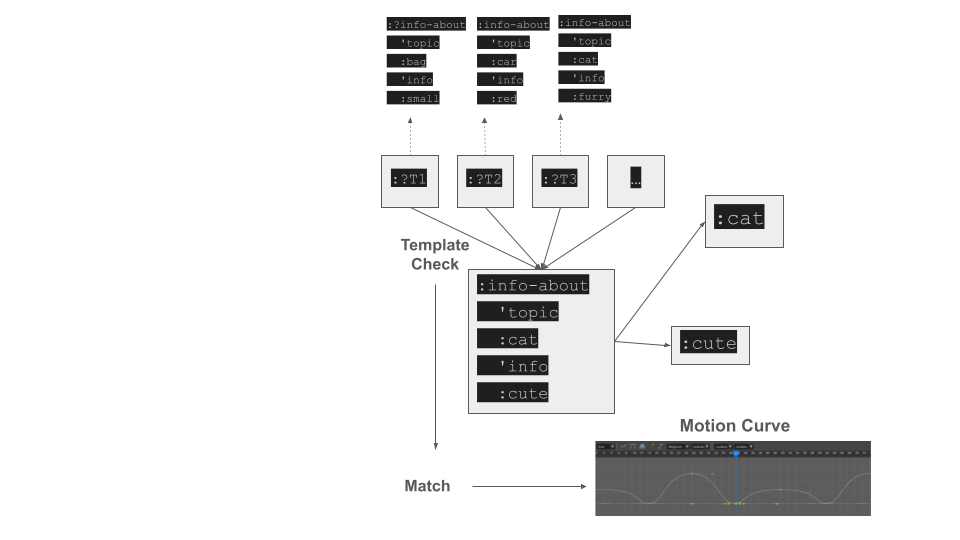 :?info-about
'topic
:bag
'info
:small
:info-about
'topic
:car
'info
:red
:info-about
'topic
:cat
'info
:furry
:?T1
:?T2
:?T3
...
:cat
Template
Check
:info-about
'topic
:cat
'info
:cute
:cute
Motion Curve
Match